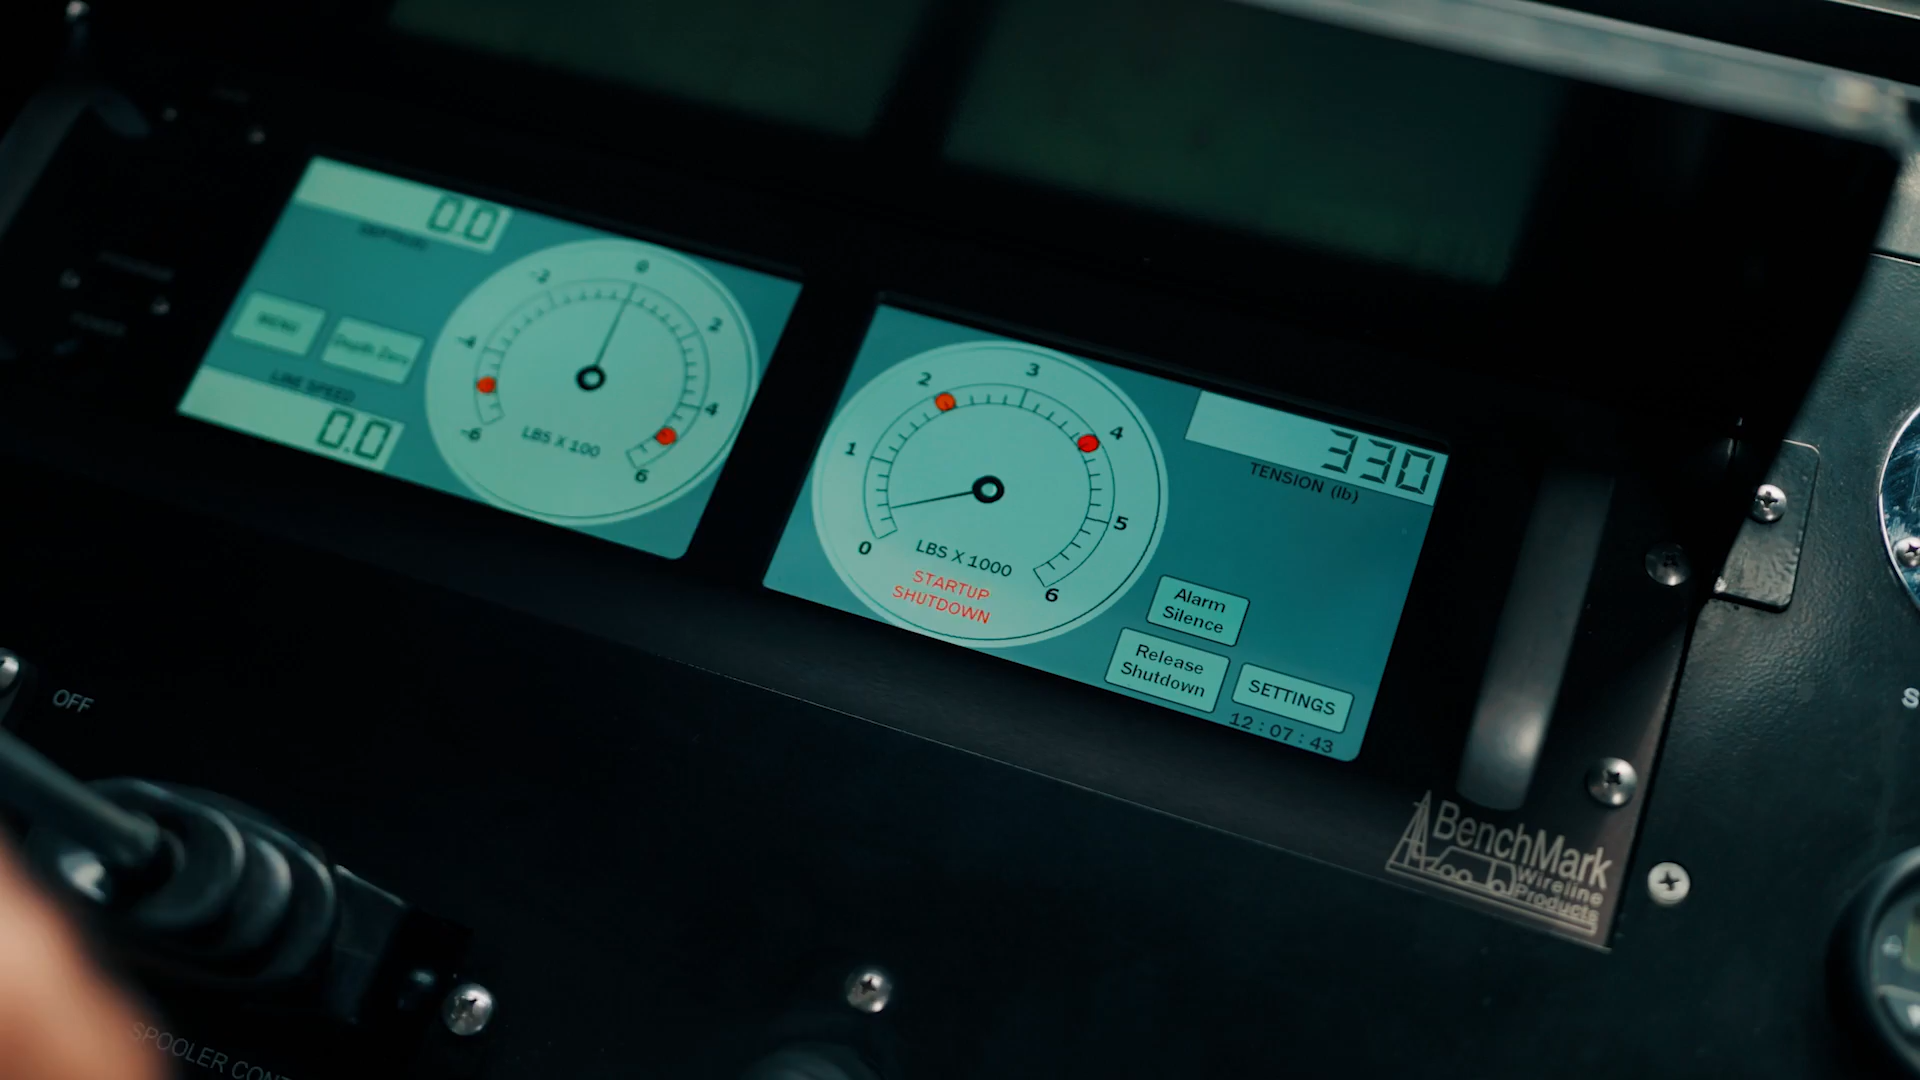 0.0
MENU
Depth Zero
LINE SPEED
0.0
-6
-4
-2
0
2
4
6
LBS X 100
0
1
2
3
4
5
6
LBS X 1000
STARTUP
SHUTDOWN
330
TENSION (lb)
Alarm
Silence
Release
Shutdown
SETTINGS
12:07:43
BenchMark
Wireline
Products
OFF
SPOOLER CONT